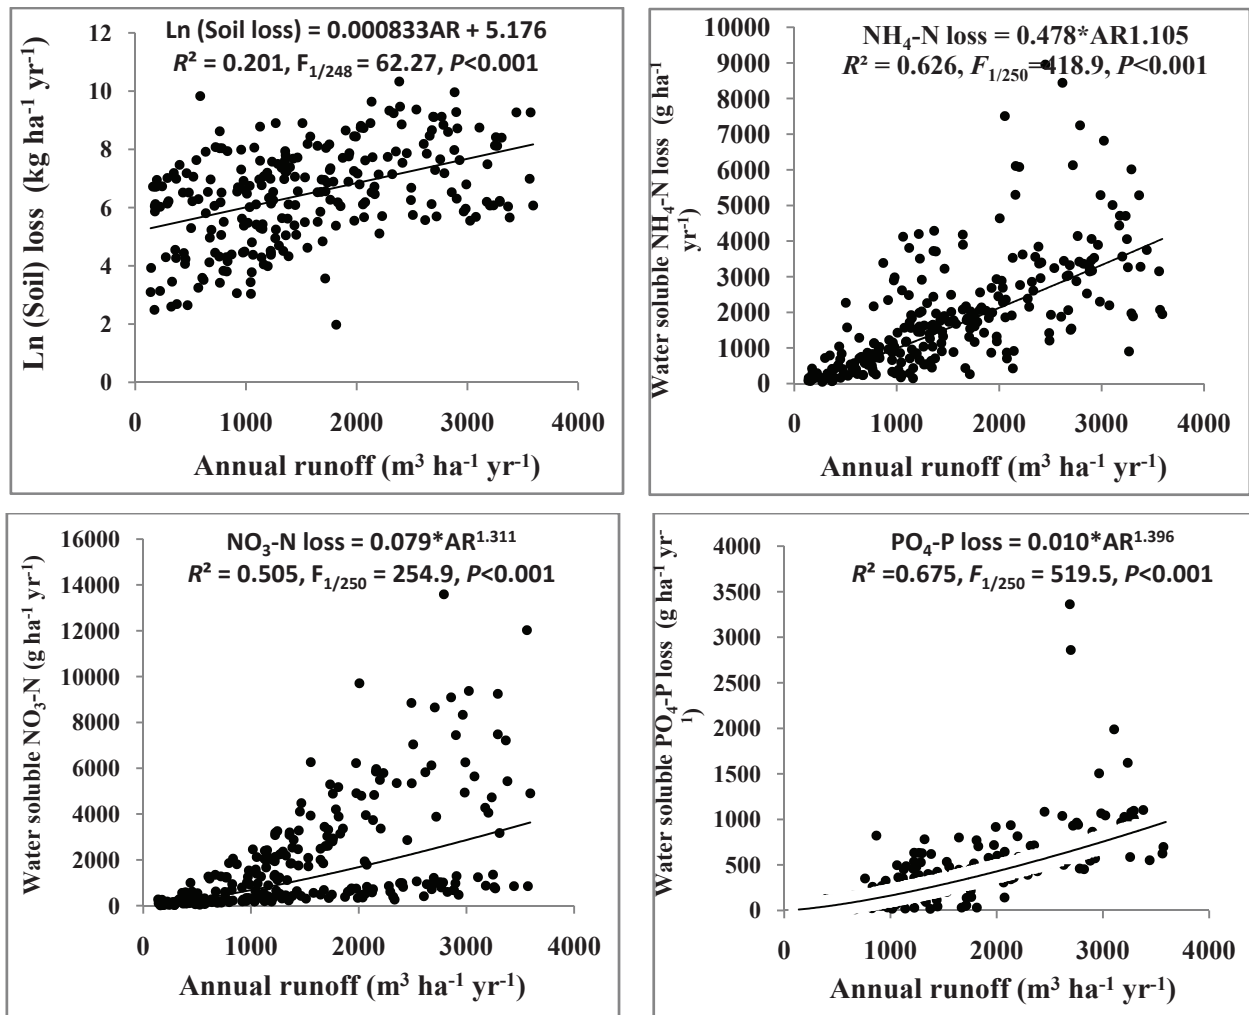 Ln (Soil loss) = 0.000833AR + 5.176
R² = 0.201, F1/248 = 62.27, P<0.001
Ln (Soil) loss (kg ha-1 yr-1)
12
10
8
6
4
2
0
0 1000 2000 3000 4000
Annual runoff (m³ ha-1 yr-1)
NH4-N loss = 0.478*AR1.105
R² = 0.626, F1/250=418.9, P<0.001
Water soluble NH4-N loss (g ha-1
yr-1)
10000
9000
8000
7000
6000
5000
4000
3000
2000
1000
0
0 1000 2000 3000 4000
Annual runoff (m³ ha-1 yr-1)
NO3-N loss = 0.079*AR1.311
R² = 0.505, F1/250 = 254.9, P<0.001
Water soluble NO3-N (g ha-1 yr-1)
16000
14000
12000
10000
8000
6000
4000
2000
0
0 1000 2000 3000 4000
Annual runoff (m³ ha-1 yr-1)
PO4-P loss = 0.010*AR1.396
R² =0.675, F1/250 = 519.5, P<0.001
Water soluble PO4-P loss (g ha-1 yr-
1)
4000
3500
3000
2500
2000
1500
1000
500
0
0 1000 2000 3000 4000
Annual runoff (m³ ha-1 yr-1)